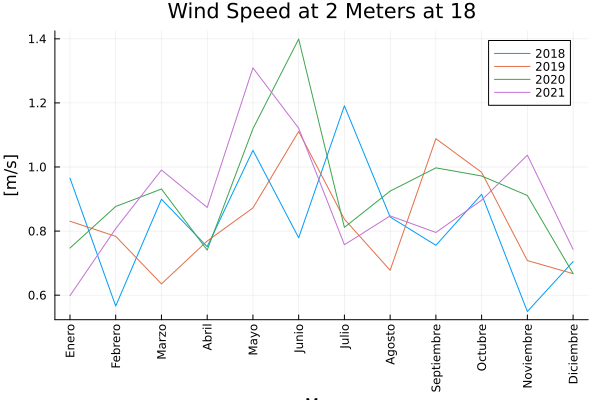 Wind Speed at 2 Meters at 18
[m/s]
1.4
1.2
1.0
0.8
0.6
2018
2019
2020
2021
Enero
Febrero
Marzo
Abril
Mayo
Junio
Julio
Agosto
Septiembre
Octubre
Noviembre
Diciembre